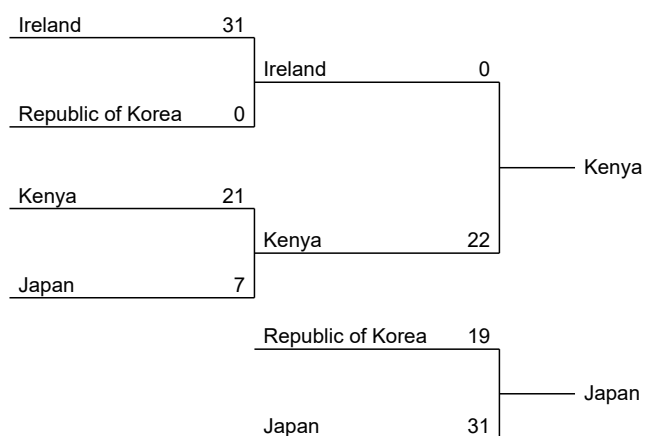 Ireland 31
Republic of Korea 0
Kenya 21
Japan 7
Ireland 0
Kenya 22
Kenya
Republic of Korea 19
Japan 31
Japan